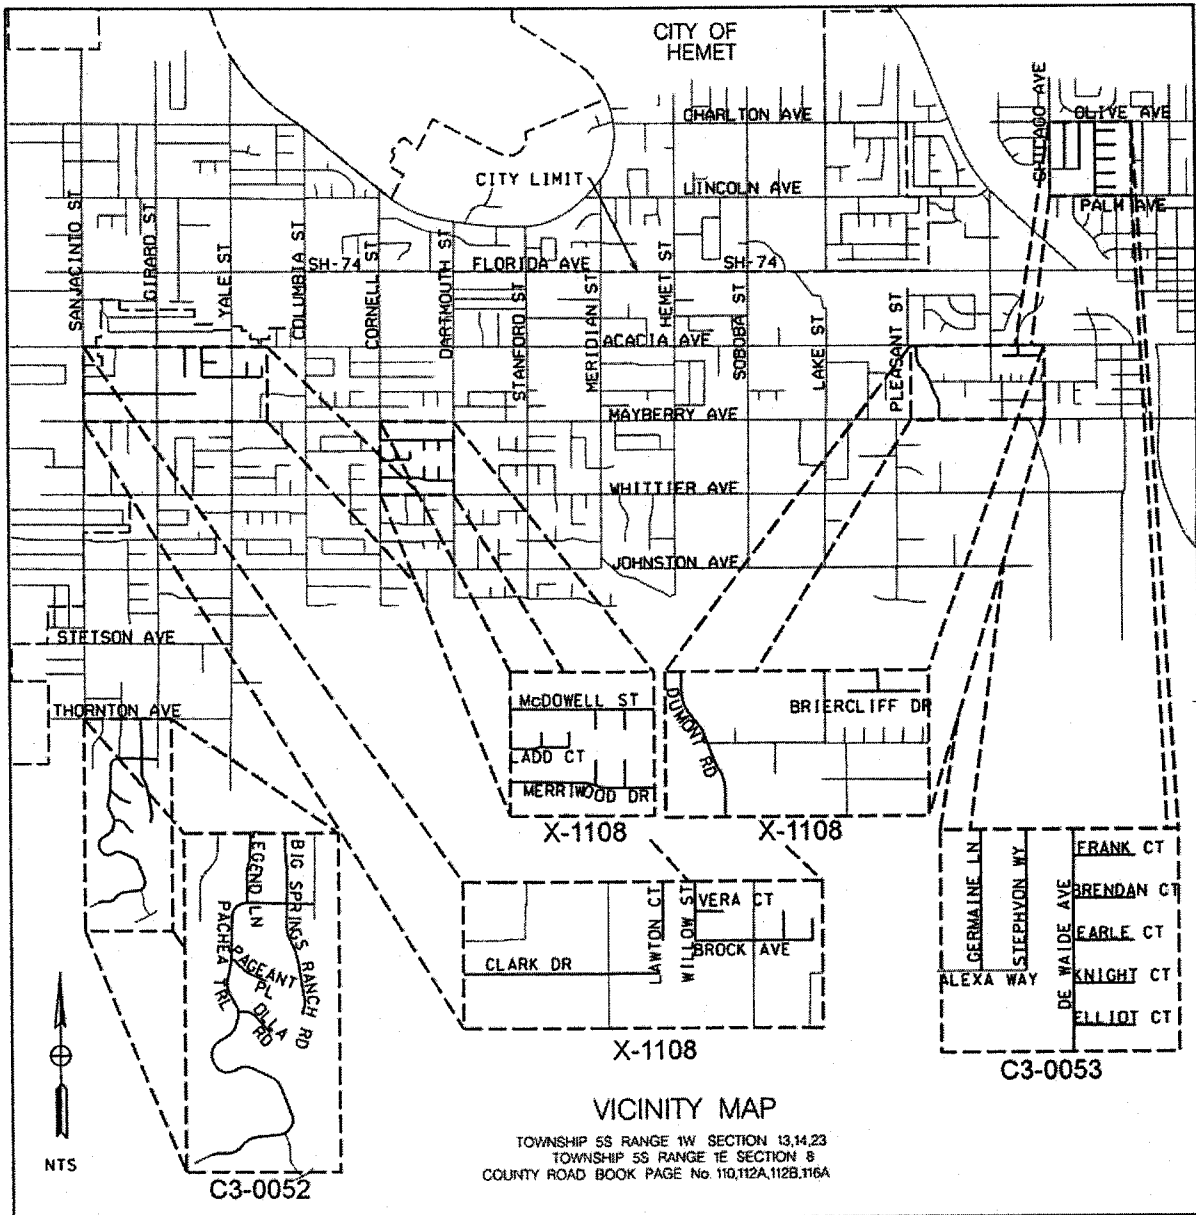 CITY OF
HEMET
CHICAGO AVE
CHARLTON AVE
OLIVE AVE
CITY LIMIT
LINCOLN AVE
PALM AVE
SANJACINTO ST
GIRARD ST
YALE ST
COLUMBIA ST
CORNELL ST
DARTMOUTH ST
STANFORD ST
MERIDIAN ST
HEMET ST
SOBOBA ST
LAKE ST
PLEASANT ST
SH-74
FLORIDA AVE
SH-74
ACACIA AVE
MAYBERRY AVE
WHITTIER AVE
JOHNSTON AVE
STETSON AVE
THORNTON AVE
McDOWELL ST
LADD CT
MERRIWOOD DR
X-1108
DUMONT RD
BRIERCLIFF DR
X-1108
LEGEND LN
BIG SPRINGS RANCH RD
PACHEA TRL
PAGEANT PL
OLLA RD
C3-0052
CLARK DR
LAWTON CT
WILLOW ST
VERA CT
BROCK AVE
X-1108
GERMAINE LN
STEPHVON WY
DE WAIDE AVE
ALEXA WAY
FRANK CT
BRENDAN CT
EARLE CT
KNIGHT CT
ELLIOT CT
C3-0053
NTS
VICINITY MAP
TOWNSHIP 5S RANGE 1W SECTION 13,14,23
TOWNSHIP 5S RANGE 1E SECTION 8
COUNTY ROAD BOOK PAGE No. 110,112A,112B,116A